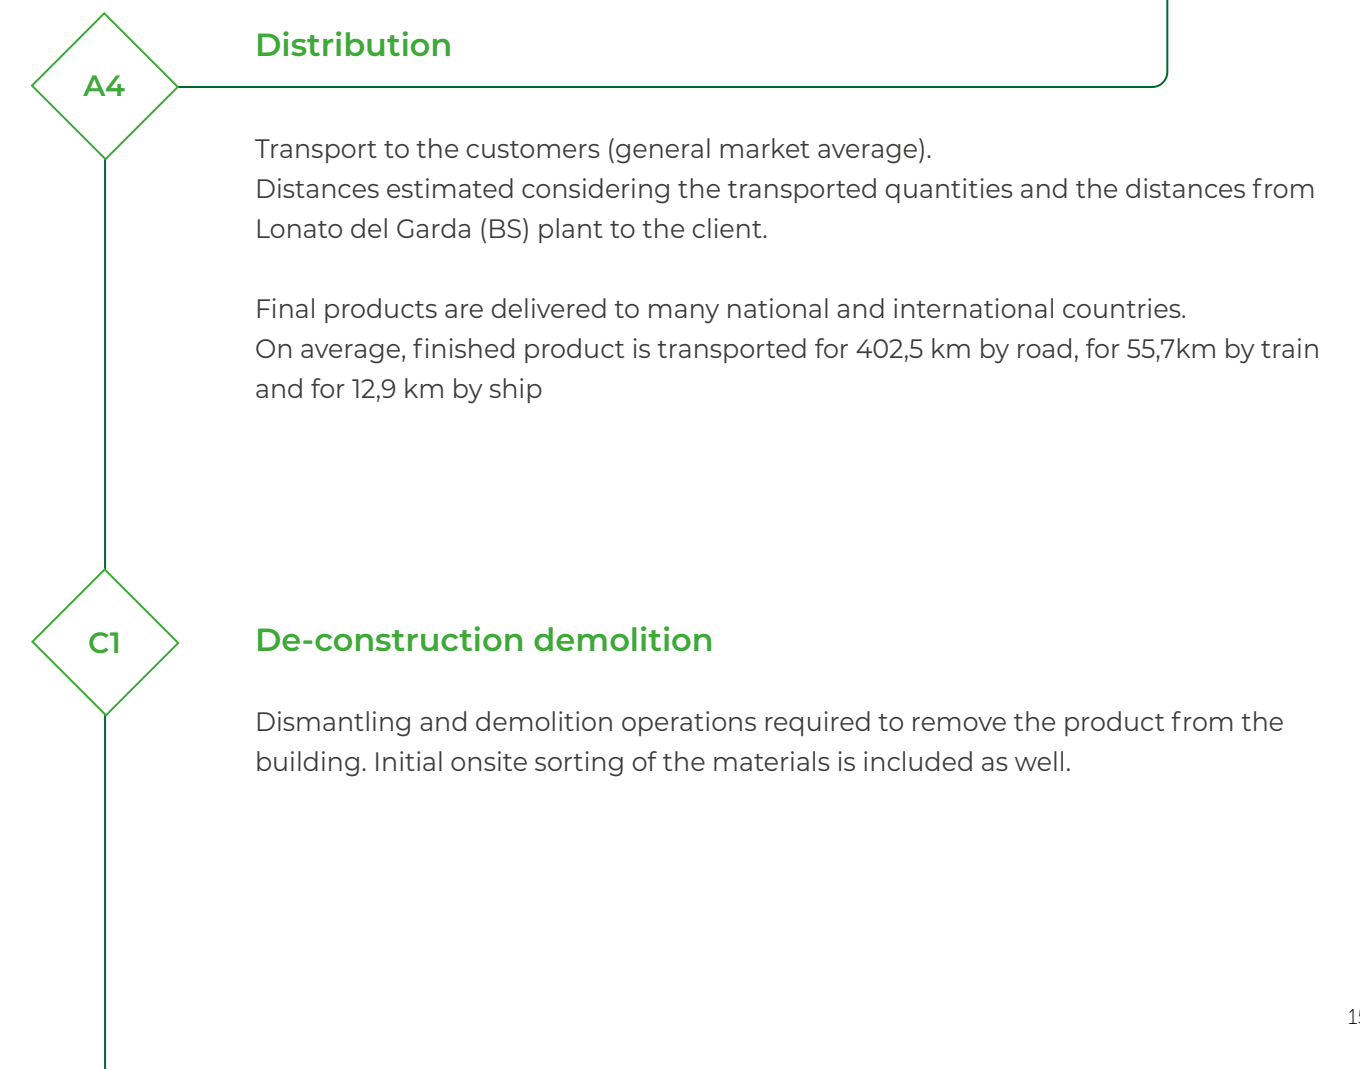 Distribution
A4
Transport to the customers (general market average).
Distances estimated considering the transported quantities and the distances from
Lonato del Garda (BS) plant to the client.
Final products are delivered to many national and international countries.
On average, finished product is transported for 402,5 km by road, for 55,7km by train
and for 12,9 km by ship
C1
De-construction demolition
Dismantling and demolition operations required to remove the product from the
building. Initial onsite sorting of the materials is included as well.
15